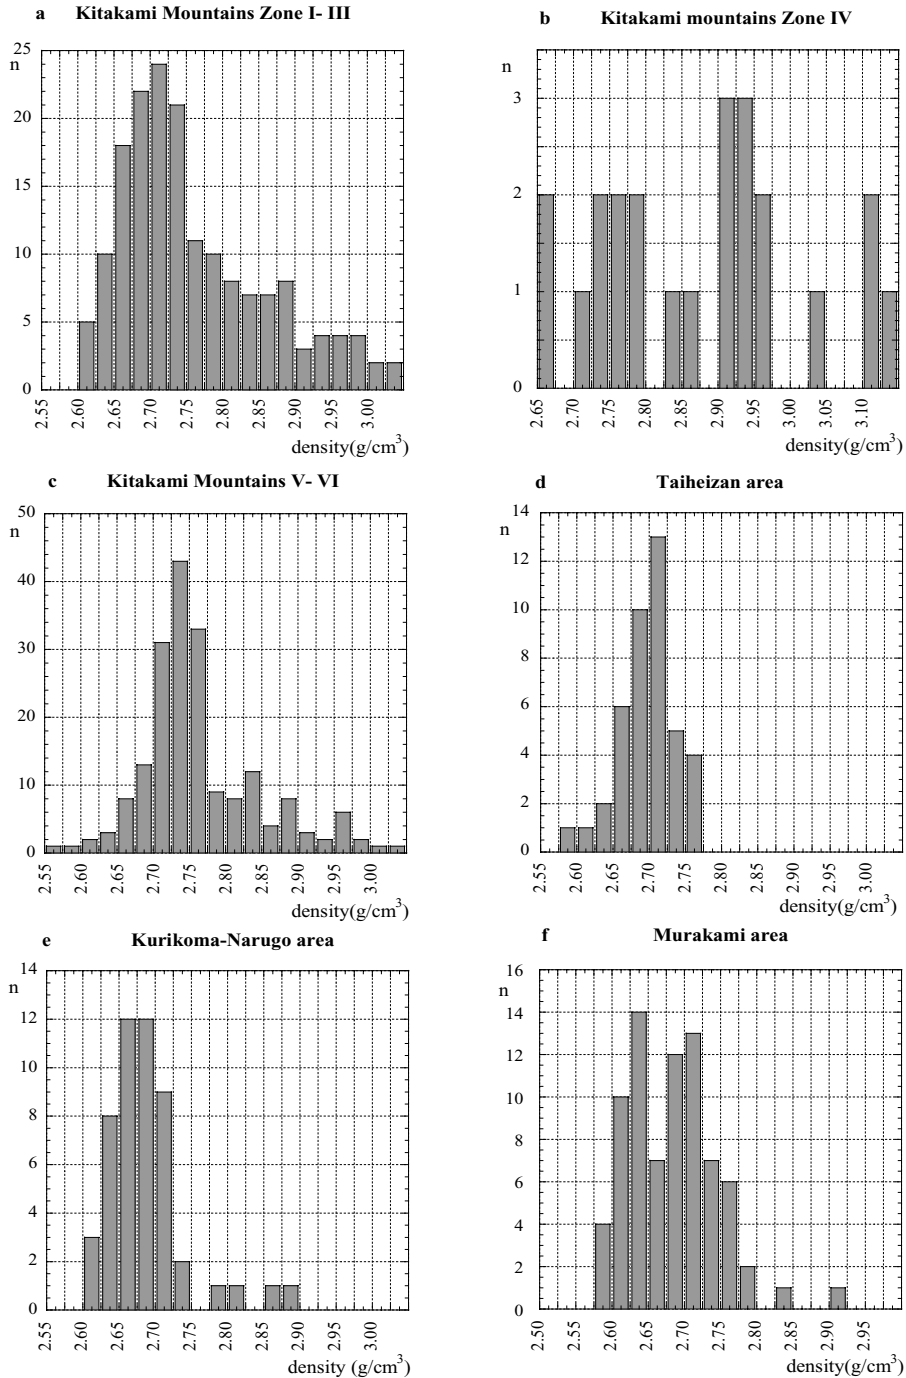 a Kitakami Mountains Zone I- III
n
25
20
15
10
5
0
2.55 2.60 2.65 2.70 2.75 2.80 2.85 2.90 2.95 3.00
density(g/cm³)
b Kitakami mountains Zone IV
n
3
2
1
0
2.65 2.70 2.75 2.80 2.85 2.90 2.95 3.00 3.05 3.10
density(g/cm³)
c Kitakami Mountains V- VI
n
50
40
30
20
10
0
2.55 2.60 2.65 2.70 2.75 2.80 2.85 2.90 2.95 3.00
density(g/cm³)
d Taiheizan area
n
14
12
10
8
6
4
2
0
2.55 2.60 2.65 2.70 2.75 2.80 2.90 2.95 2.90 3.00
density(g/cm³)
e Kurikoma-Narugo area
n
14
12
10
8
6
4
2
0
2.55 2.60 2.65 2.70 2.75 2.80 2.85 2.90 2.95 3.00
density (g/cm³)
f Murakami area
n
16
14
12
10
8
6
4
2
0
2.50 2.55 2.60 2.65 2.70 2.75 2.80 2.85 2.92 2.95
density(g/cm³)